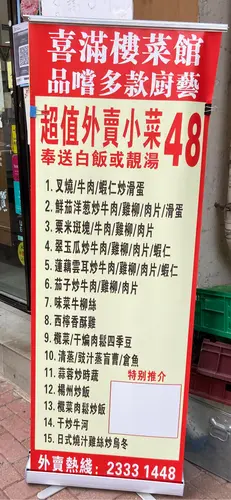 喜滿樓菜館
品嚐多款廚藝
超值外賣小菜48
奉送白飯或靚湯
1. 叉燒/牛肉/蝦仁炒滑蛋
2. 鮮茄洋葱炒牛肉/雞柳/肉片/滑蛋
3. 粟米斑塊/牛肉/雞柳/肉片
4. 翠玉瓜炒牛肉/雞柳/肉片/蝦仁
5. 蓮藕雲耳炒牛肉/雞柳/肉片/蝦仁
6. 茄子炒牛肉/雞柳/肉片
7. 味菜牛柳絲
8. 西檸香酥雞
9. 欖菜/干煸肉鬆四季豆
10. 清蒸/豉汁蒸盲曹/倉魚
11. 蒜蓉炒時蔬
特別推介
12. 楊州炒飯
13. 欖菜肉鬆炒飯
14. 干炒牛河
15. 日式燒汁雞絲炒烏冬
外賣熱綫：2333 1448